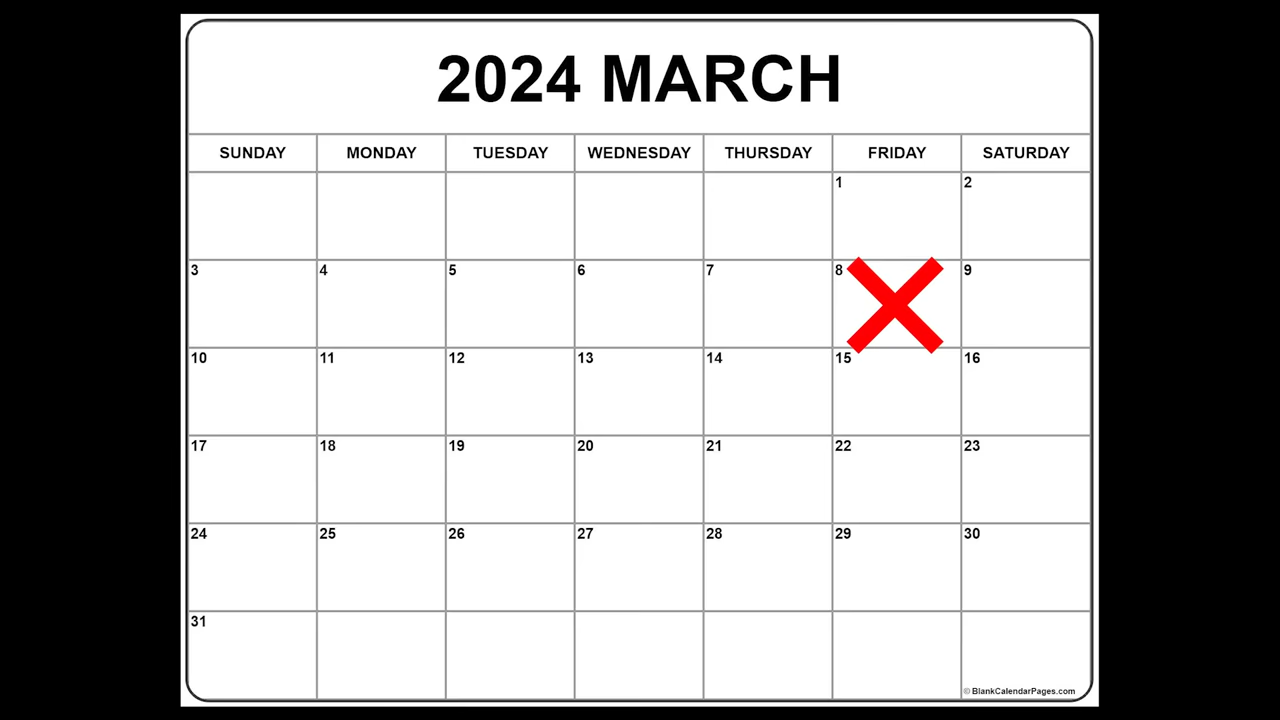 2024 MARCH
SUNDAY MONDAY TUESDAY WEDNESDAY THURSDAY FRIDAY SATURDAY
1 2
3 4 5 6 7 8 9
10 11 12 13 14 15 16
17 18 19 20 21 22 23
24 25 26 27 28 29 30
31
© BlankCalendarPages.com